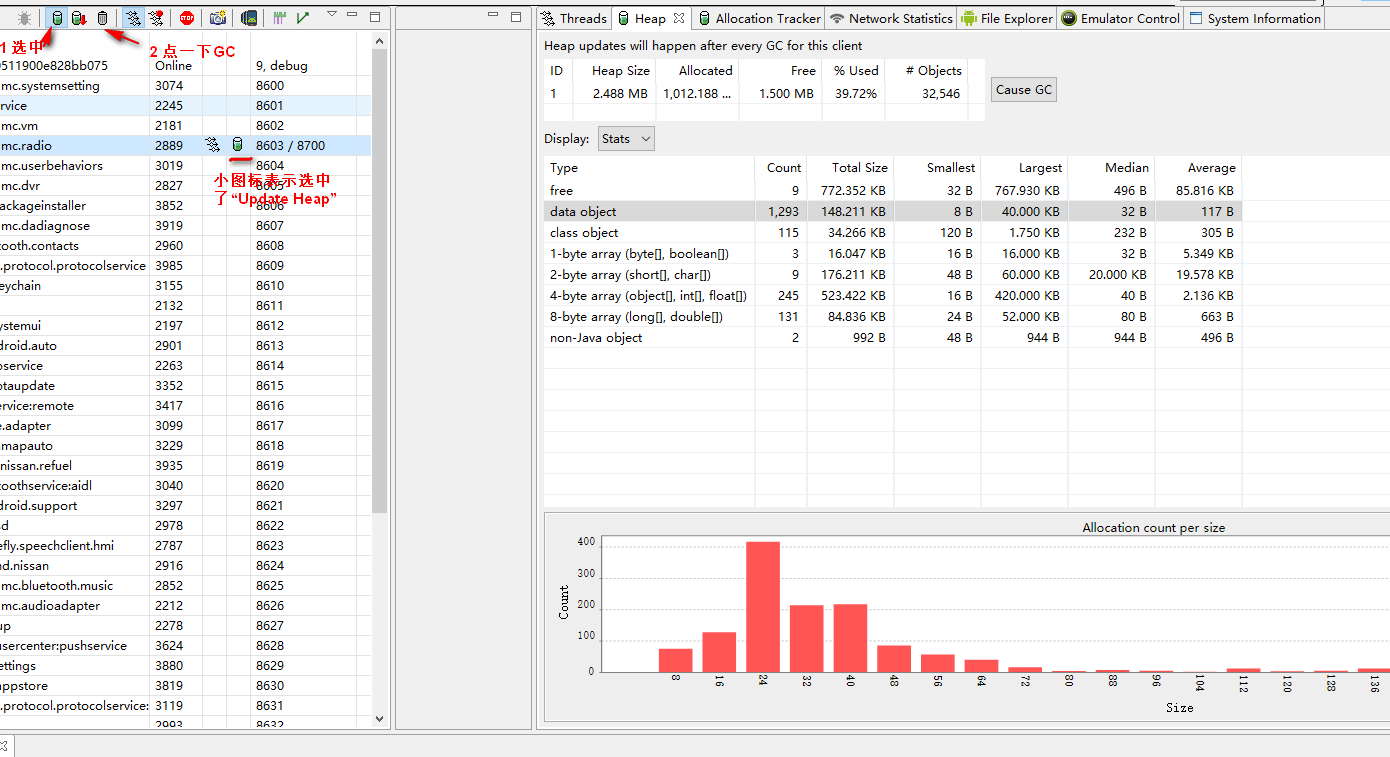 Threads Heap Allocation Tracker Network Statistics File Explorer Emulator Control System Information
1 选中
2 点一下GC
511900e828bb075 Online 9, debug
mc.systemsetting 3074 8600
rvice 2245 8601
mc.vm 2181 8602
mc.radio 2889 8603 / 8700
mc.userbehaviors 3019 8604
小图标表示选中
了“Update Heap”
mc.dvr 2827 8605
ackageinstaller 3852 8606
mc.dadiagnose 3919 8607
ooth.contacts 2960 8608
.protocol.protocolservice 3985 8609
eychain 3155 8610
2132 8611
ystemui 2197 8612
droid.auto 2901 8613
oservice 2263 8614
otaupdate 3352 8615
ervice:remote 3417 8616
e.adapter 3099 8617
mapauto 3229 8618
nissan.refuel 3935 8619
toothservice:aidl 3040 8620
droid.support 3297 8621
d 2978 8622
efly.speechclient.hmi 2787 8623
nd.nissan 2916 8624
mc.bluetooth.music 2852 8625
mc.audioadapter 2212 8626
up 2278 8627
usercenter:pushservice 3624 8628
ettings 3880 8629
appstore 3819 8630
.protocol.protocolservice: 3119 8631
2993 8632
Heap updates will happen after every GC for this client
ID Heap Size Allocated Free % Used # Objects
1 2.488 MB 1,012.188 ... 1.500 MB 39.72% 32,546
Cause GC
Display: Stats
Type Count Total Size Smallest Largest Median Average
free 9 772.352 KB 32 B 767.930 KB 496 B 85.816 KB
data object 1,293 148.211 KB 8 B 40.000 KB 32 B 117 B
class object 115 34.266 KB 120 B 1.750 KB 232 B 305 B
1-byte array (byte[], boolean[]) 3 16.047 KB 16 B 16.000 KB 32 B 5.349 KB
2-byte array (short[], char[]) 9 176.211 KB 48 B 60.000 KB 20.000 KB 19.578 KB
4-byte array (object[], int[], float[]) 245 523.422 KB 16 B 420.000 KB 40 B 2.136 KB
8-byte array (long[], double[]) 131 84.836 KB 24 B 52.000 KB 80 B 663 B
non-Java object 2 992 B 48 B 944 B 944 B 496 B
Allocation count per size
400
300
200
100
0
Count
8 16 24 32 40 48 56 64 72 80 88 96 104 112 120 128 136
Size